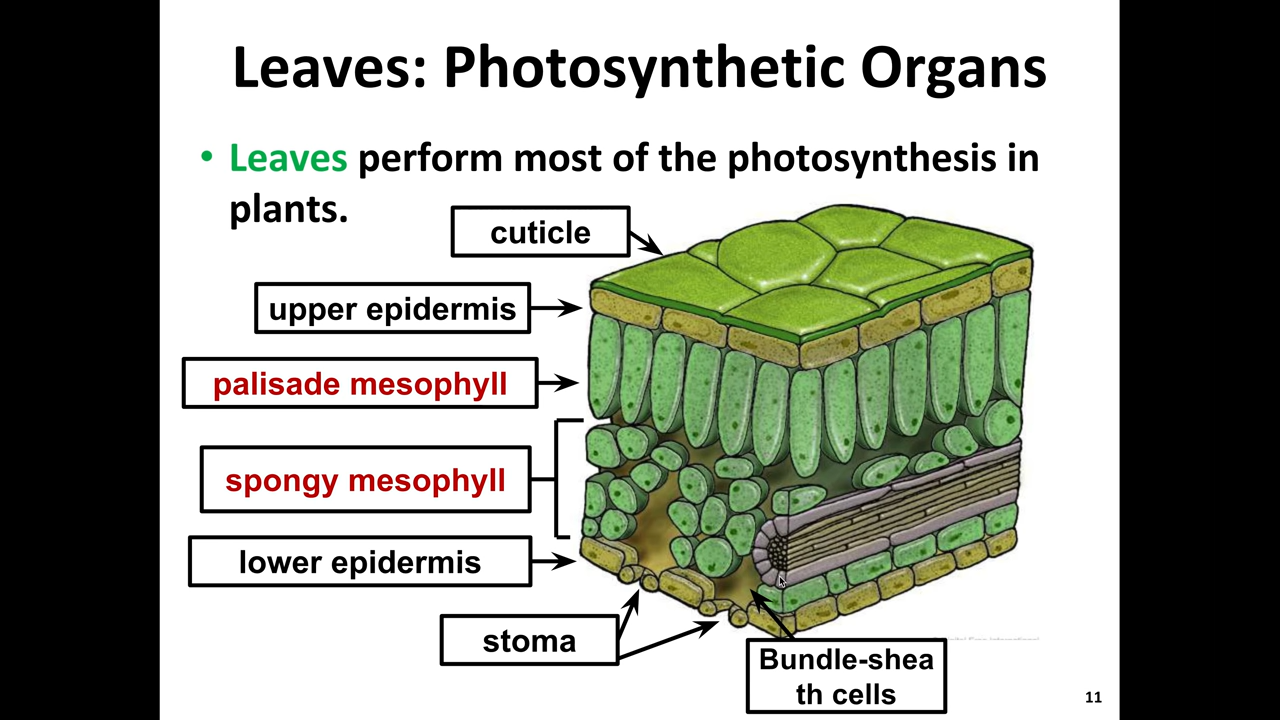 Leaves: Photosynthetic Organs
• Leaves perform most of the photosynthesis in
plants.
cuticle
upper epidermis
palisade mesophyll
spongy mesophyll
lower epidermis
stoma
Bundle-shea
th cells
11